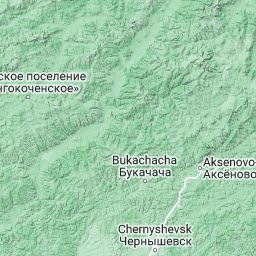 ское поселение
нгокоченское»
Bukachacha
Букачача
Aksenovo-
Аксёново
Chernyshevsk
Чернышевск